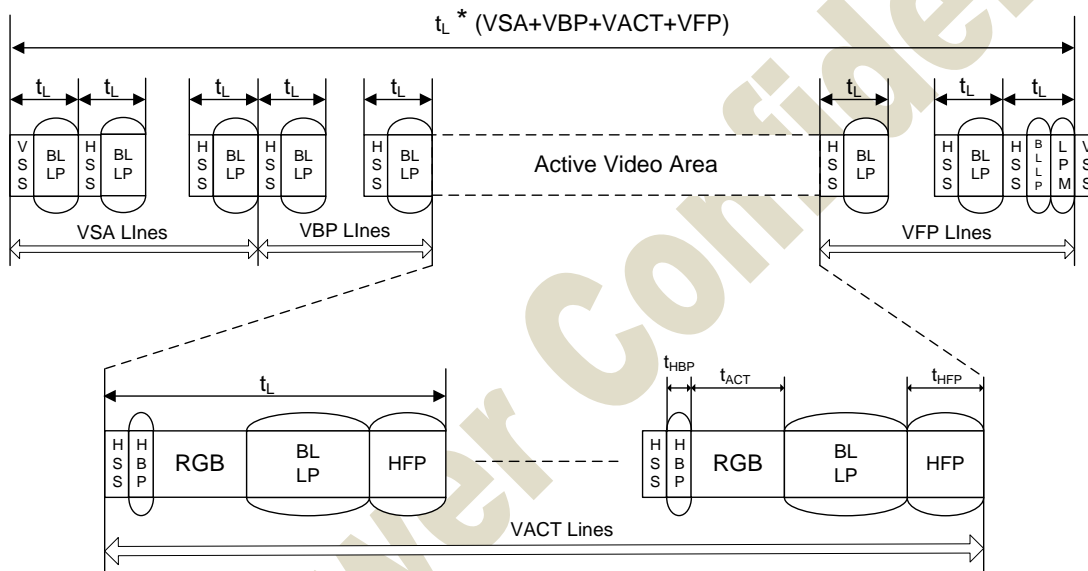 tL * (VSA+VBP+VACT+VFP)
tL tL tL tL tL tL tL tL
VSS BLLP HSS BLLP HSS BLLP HSS BLLP HSS BLLP Active Video Area HSS BLLP HSS BLLP HSS BLLP LPM VSS
VSA LInes VBP LInes VFP LInes
tL tHBP tACT tHFP
HSS HBP RGB BLLP HFP HSS HBP RGB BLLP HFP
VACT Lines